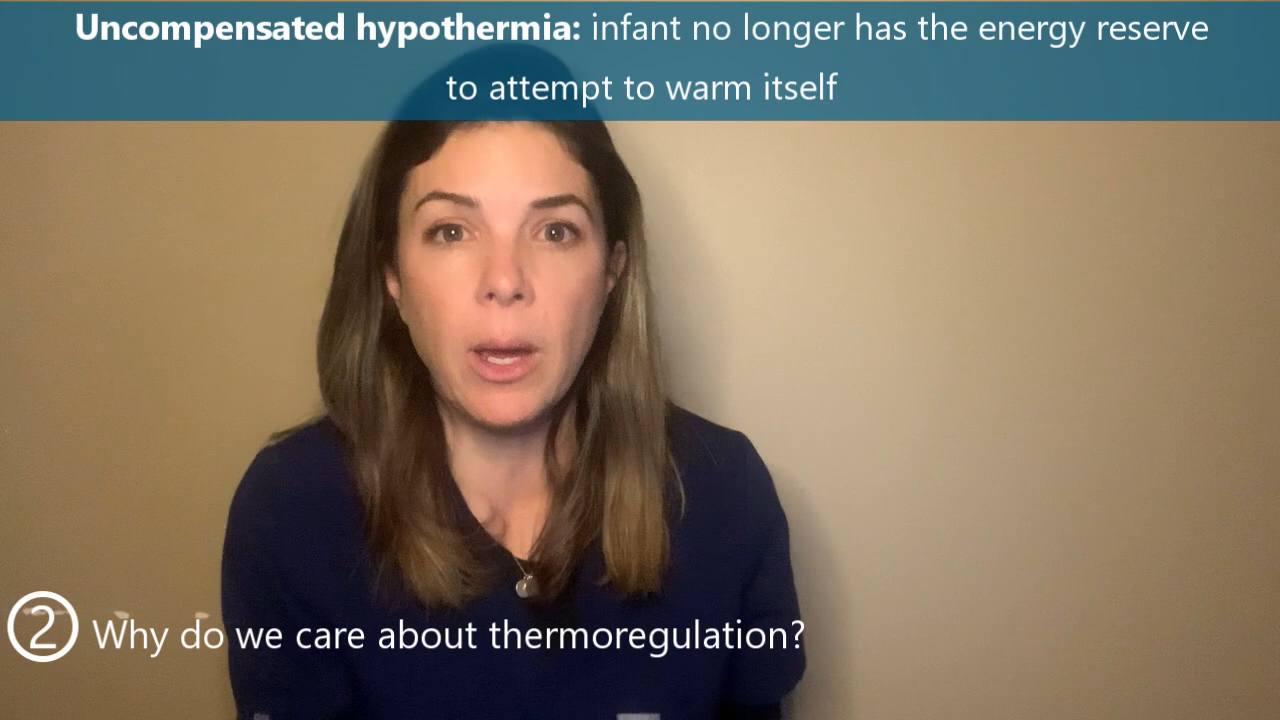 Uncompensated hypothermia: infant no longer has the energy reserve
to attempt to warm itself
2 Why do we care about thermoregulation?